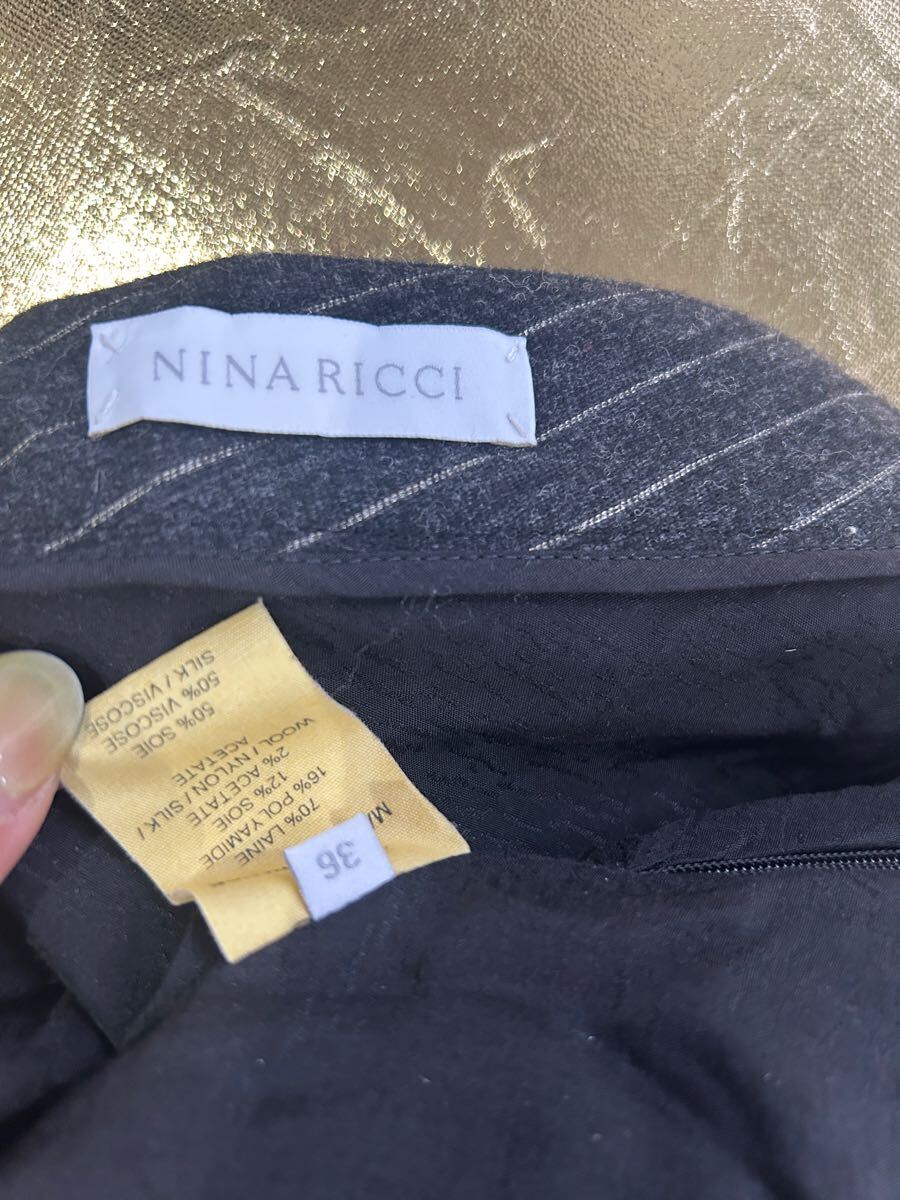 NINA RICCI
36
70% LAINE
16% POLYAMIDE
12% SOIE
2% ACETATE
WOOL / NYLON / SILK /
ACETATE
50% SOIE
50% VISCOSE
SILK / VISCOSE